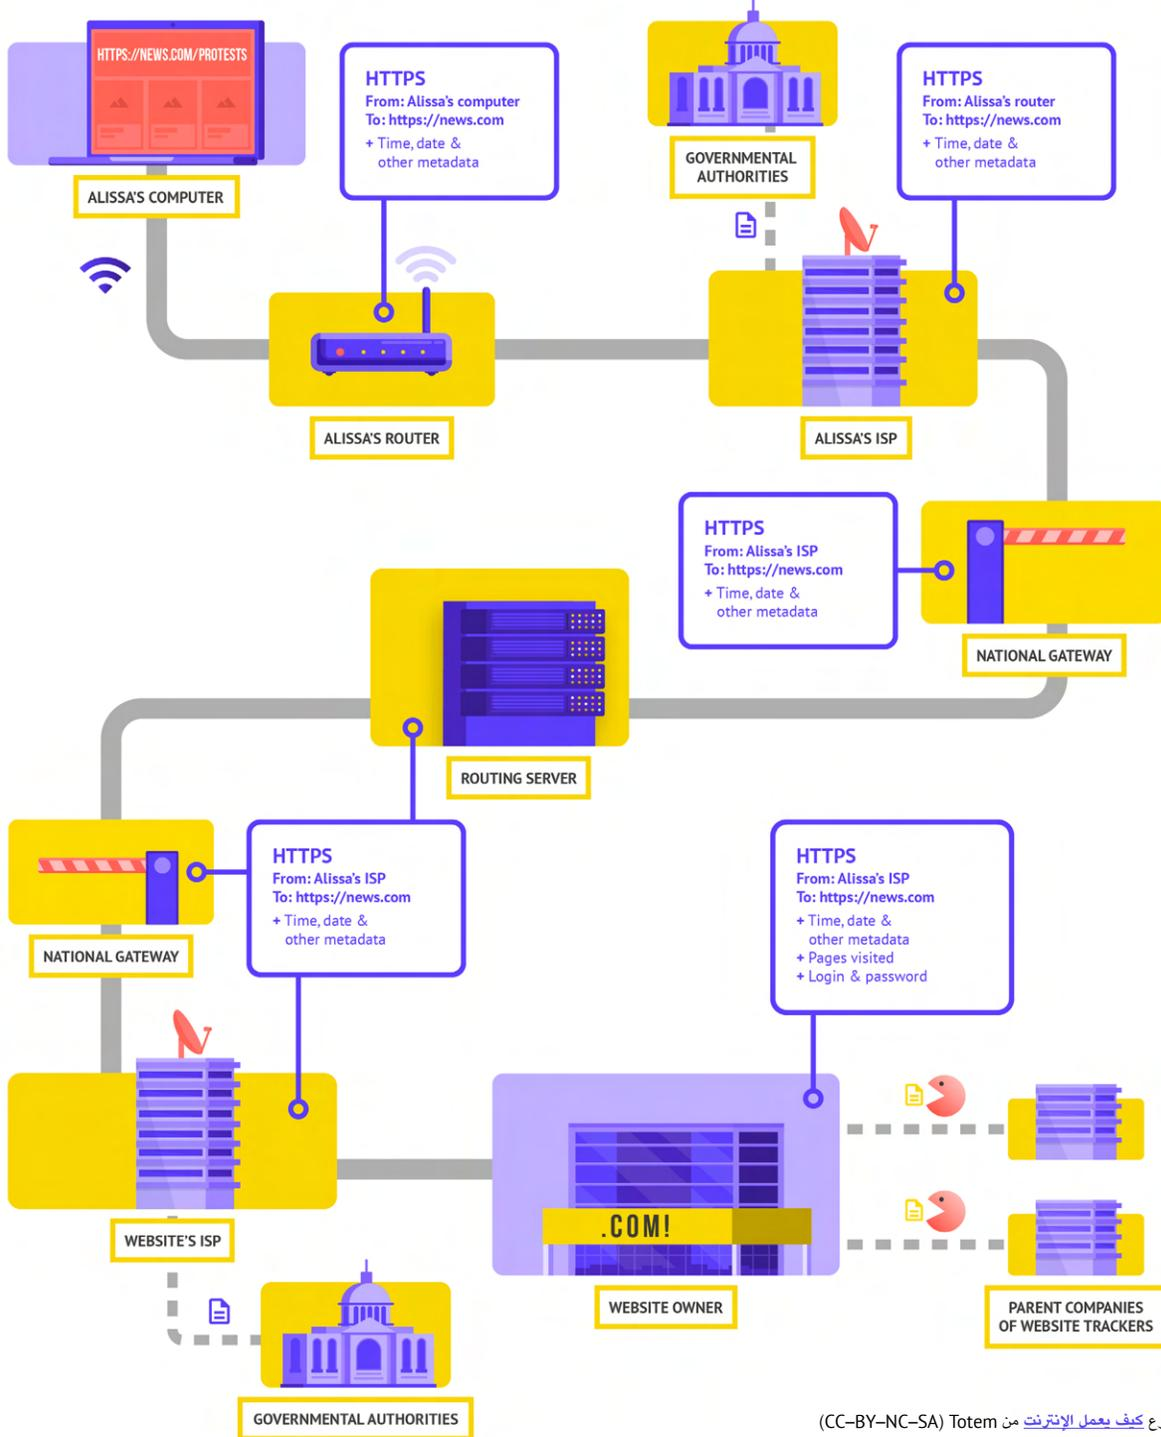 HTTPS://NEWS.COM/PROTESTS
ALISSA'S COMPUTER
HTTPS
From: Alissa's computer
To: https://news.com
+ Time, date &
other metadata
GOVERNMENTAL
AUTHORITIES
HTTPS
From: Alissa's router
To: https://news.com
+ Time, date &
other metadata
ALISSA'S ROUTER
ALISSA'S ISP
HTTPS
From: Alissa's ISP
To: https://news.com
+ Time, date &
other metadata
NATIONAL GATEWAY
ROUTING SERVER
HTTPS
From: Alissa's ISP
To: https://news.com
+ Time, date &
other metadata
NATIONAL GATEWAY
HTTPS
From: Alissa's ISP
To: https://news.com
+ Time, date &
other metadata
+ Pages visited
+ Login & password
WEBSITE'S ISP
.COM!
WEBSITE OWNER
PARENT COMPANIES
OF WEBSITE TRACKERS
GOVERNMENTAL AUTHORITIES
كيف يعمل الإنترنت من Totem (CC–BY–NC–SA)